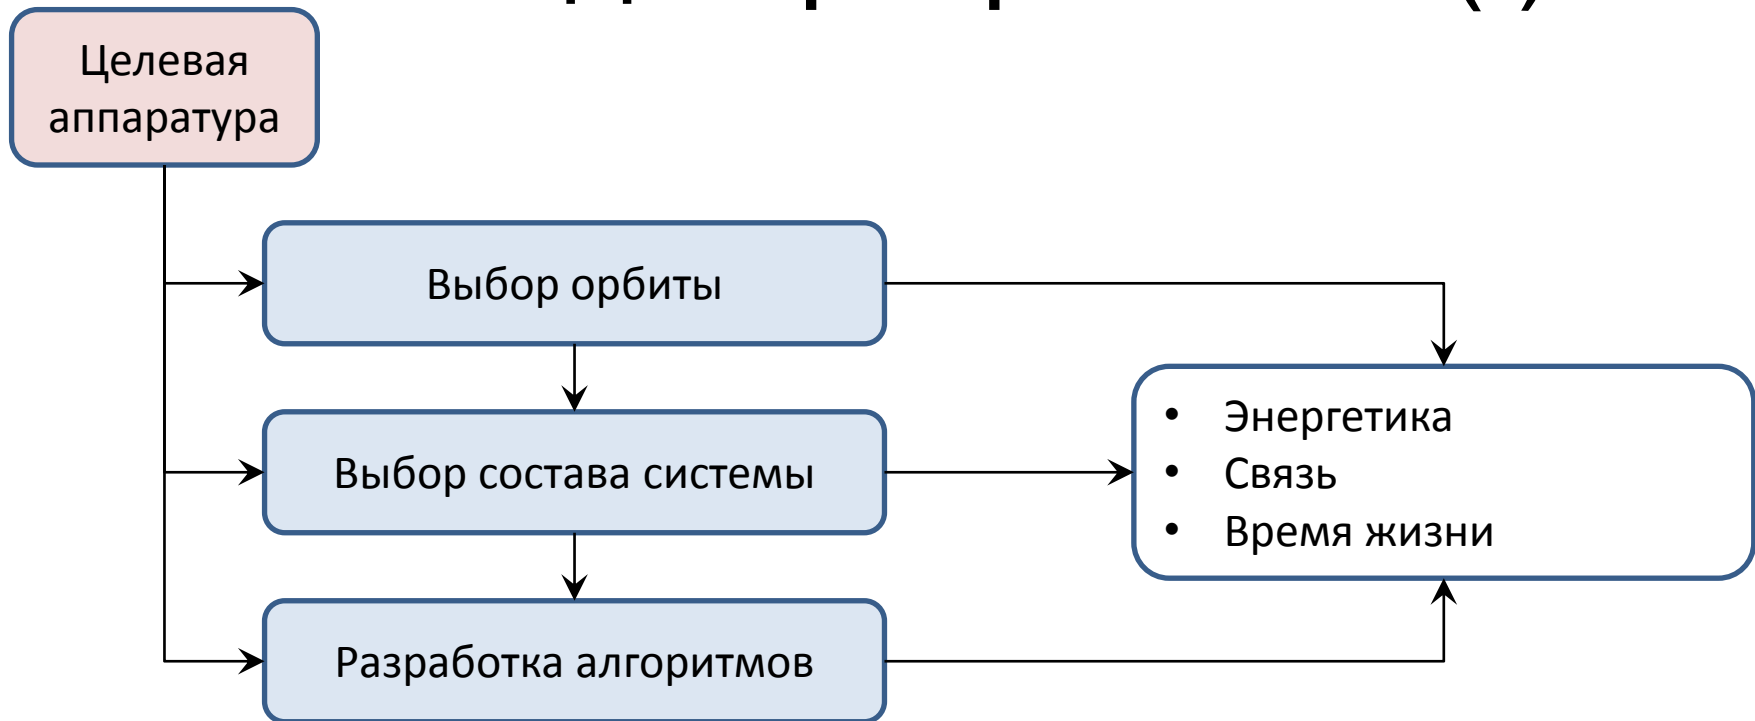 Целевая
аппаратура
Выбор орбиты
Выбор состава системы
Разработка алгоритмов
• Энергетика
• Связь
• Время жизни